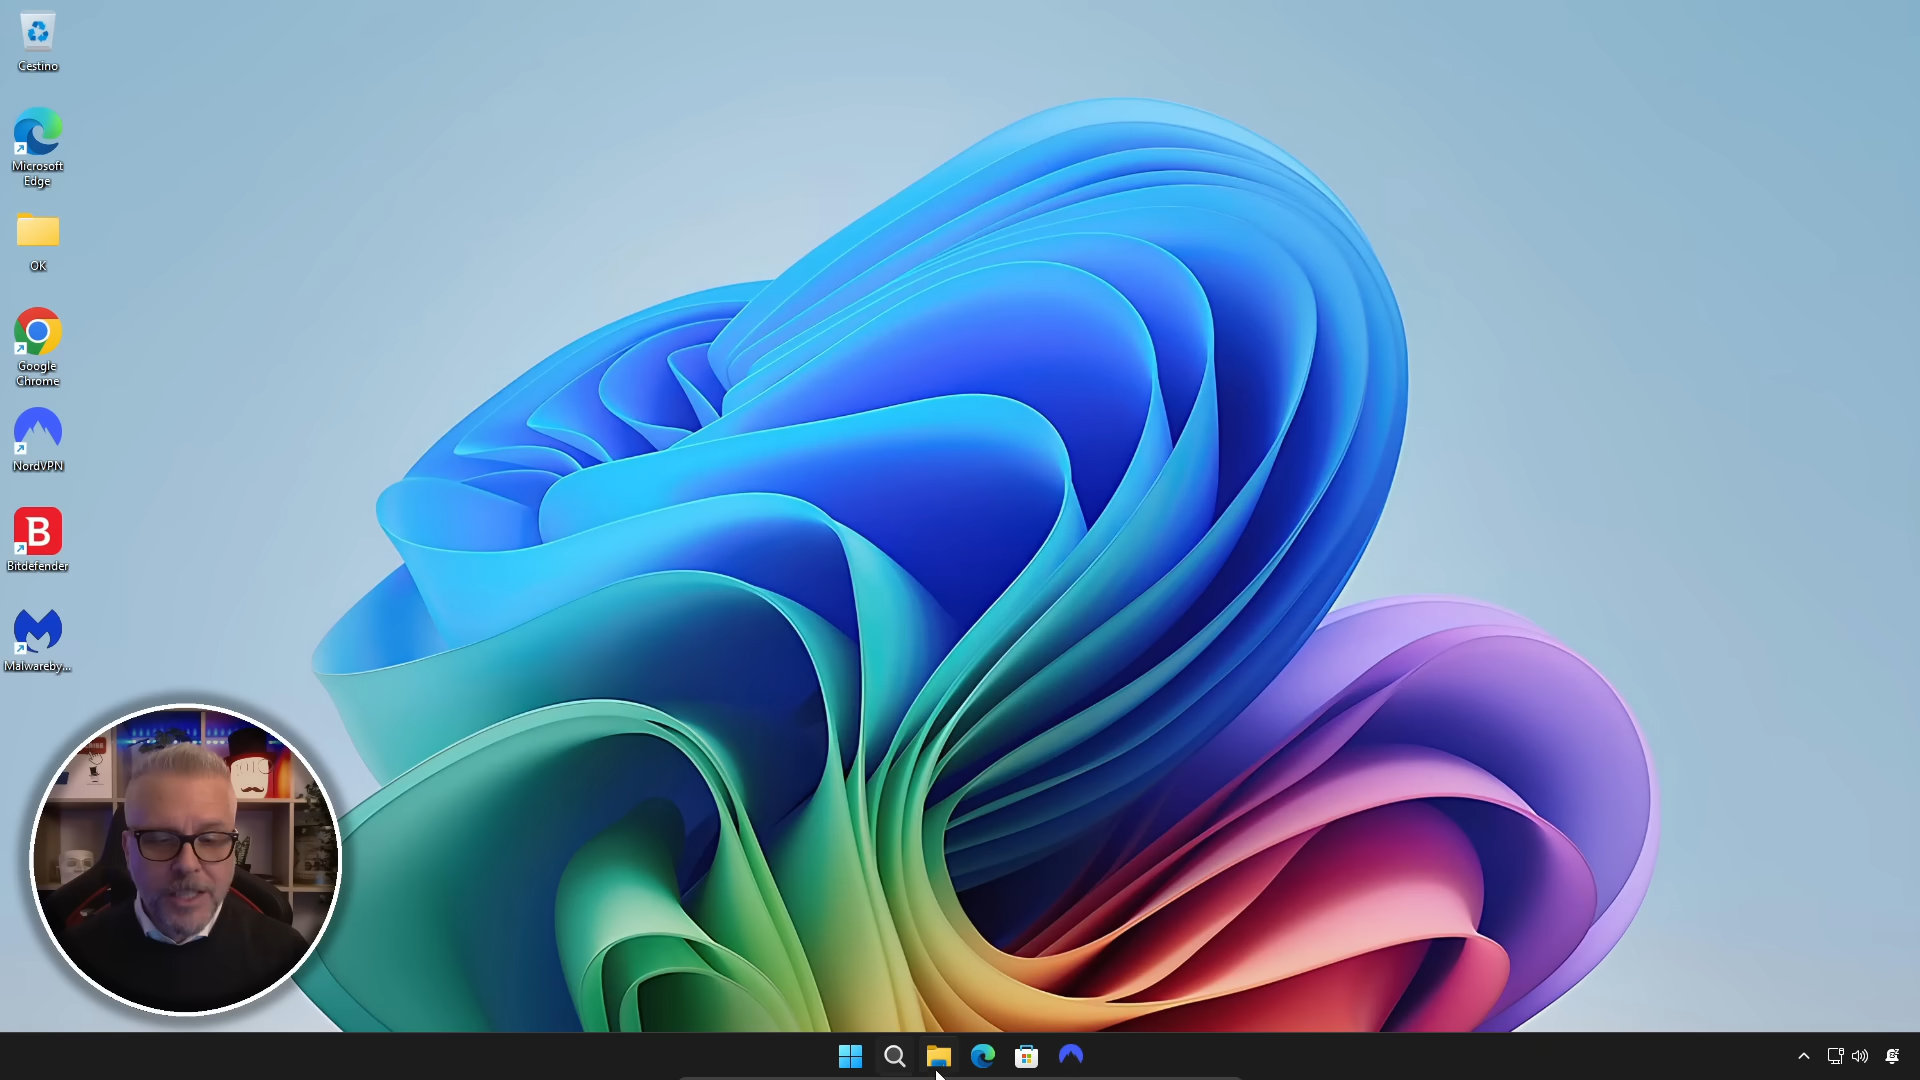 Cestino
Microsoft
Edge
OK
Google
Chrome
NordVPN
B
Bitdefender
Malwareby...